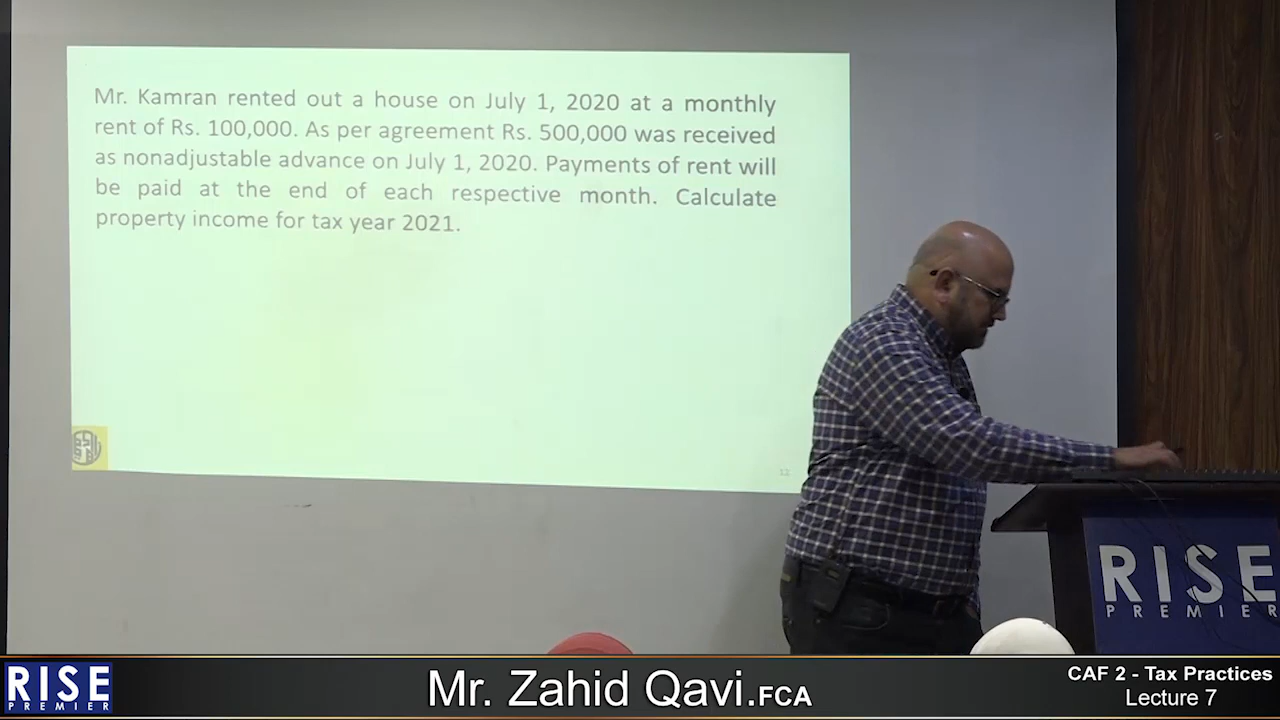 Mr. Kamran rented out a house on July 1, 2020 at a monthly
rent of Rs. 100,000. As per agreement Rs. 500,000 was received
as nonadjustable advance on July 1, 2020. Payments of rent will
be paid at the end of each respective month. Calculate
property income for tax year 2021.
12
RISE
PREMIER
RISE
PREMIER
Mr. Zahid Qavi.FCA
CAF 2 - Tax Practices
Lecture 7